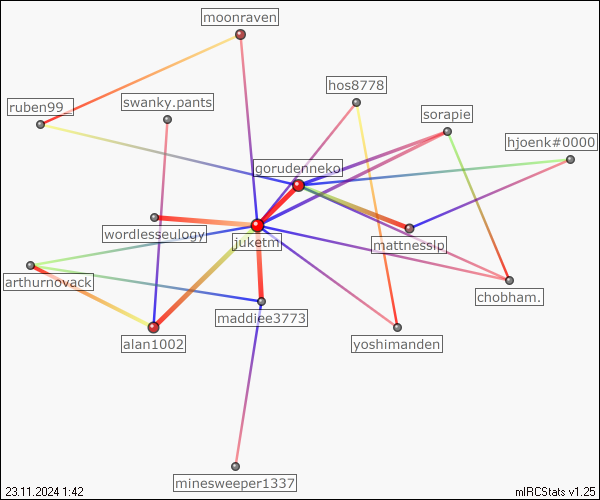 moonraven
hos8778
ruben99_
swanky.pants
sorapie
hjoenk#0000
gorudenneko
wordlesseulogy
juketm
mattnessip
arthurnovack
chobham.
maddiee3773
alan1002
yoshimanden
minesweeper1337
23.11.2024 1:42
mIRCStats v1.25